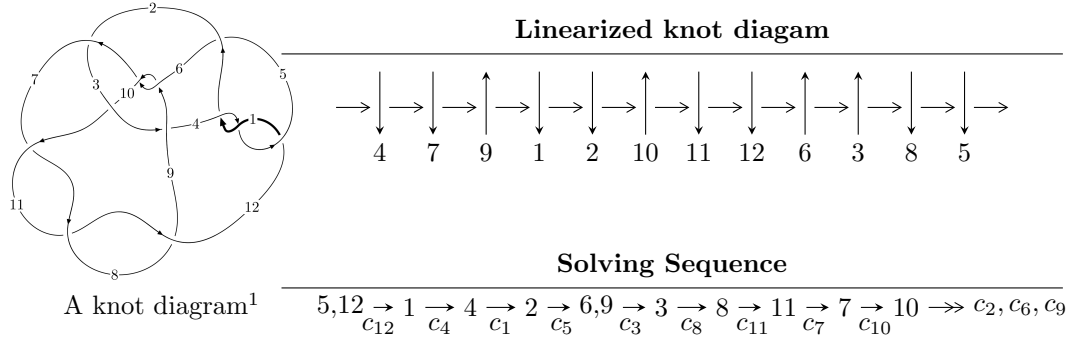 2
7
3
10
6
5
4
1
9
11
12
8
A knot diagram¹
Linearized knot diagam
4 7 9 1 2 10 11 12 6 3 8 5
Solving Sequence
5,12 → 1 → 4 → 2 → 6,9 → 3 → 8 → 11 → 7 → 10 ↠ c₂, c₆, c₉
c₁₂ c₄ c₁ c₅ c₃ c₈ c₁₁ c₇ c₁₀